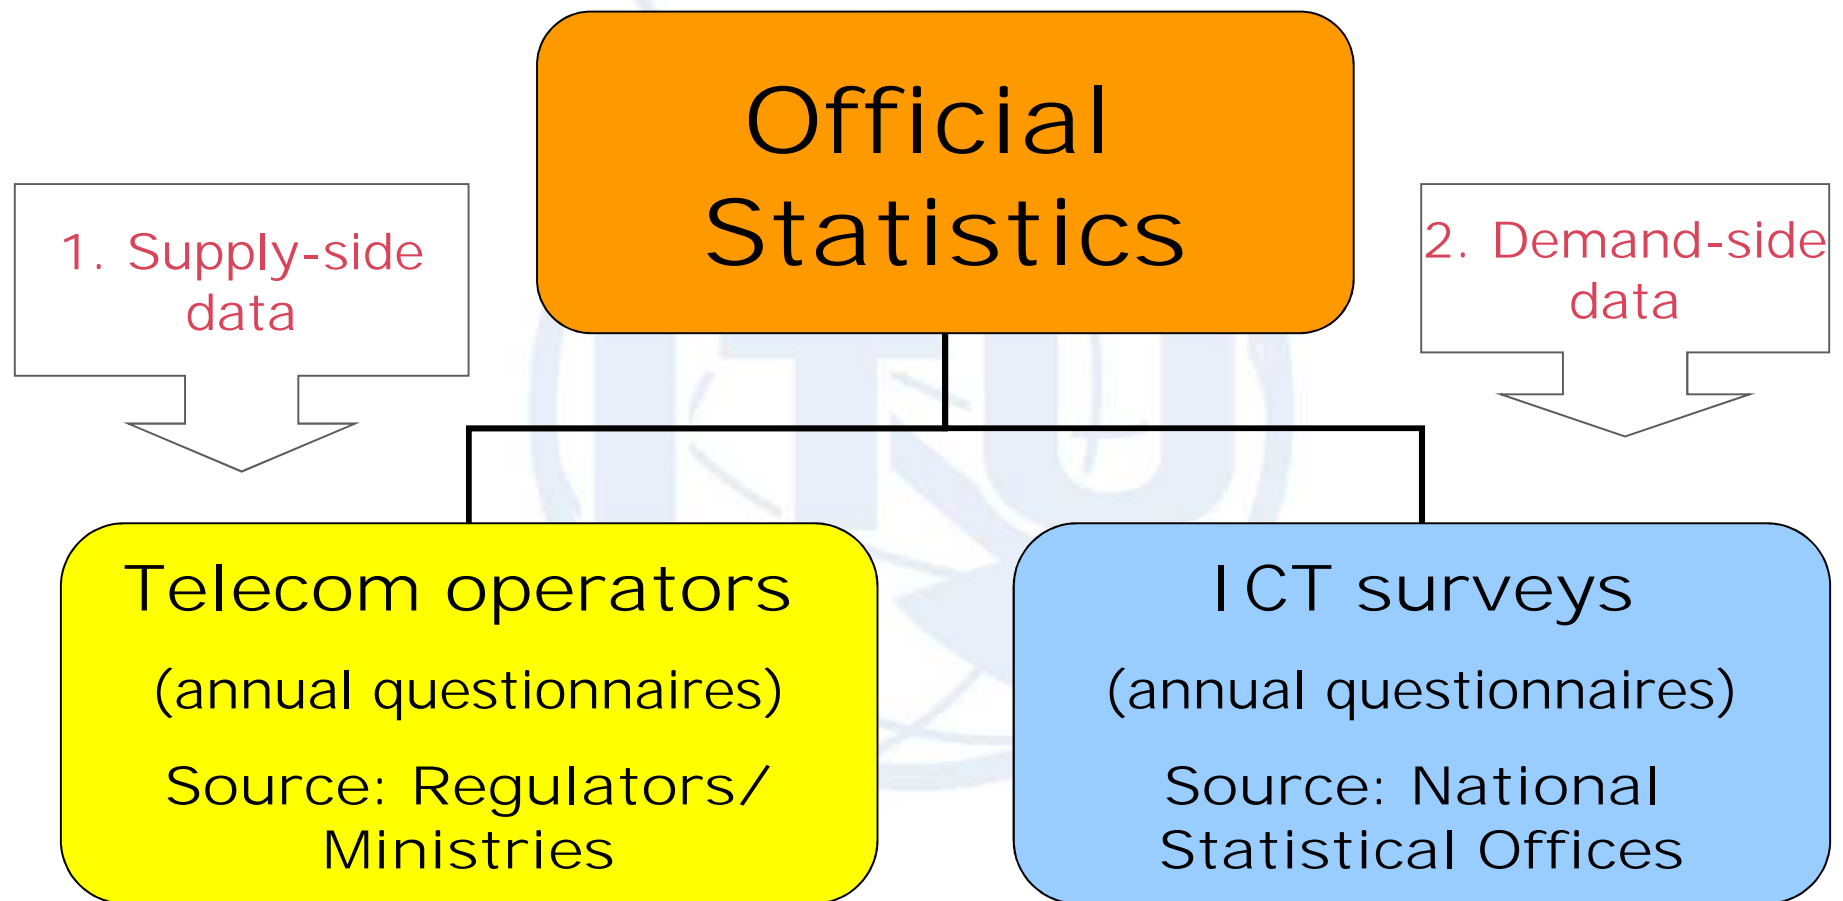 Official
Statistics
1. Supply-side
data
2. Demand-side
data
Telecom operators
(annual questionnaires)
Source: Regulators/
Ministries
ICT surveys
(annual questionnaires)
Source: National
Statistical Offices
ITU